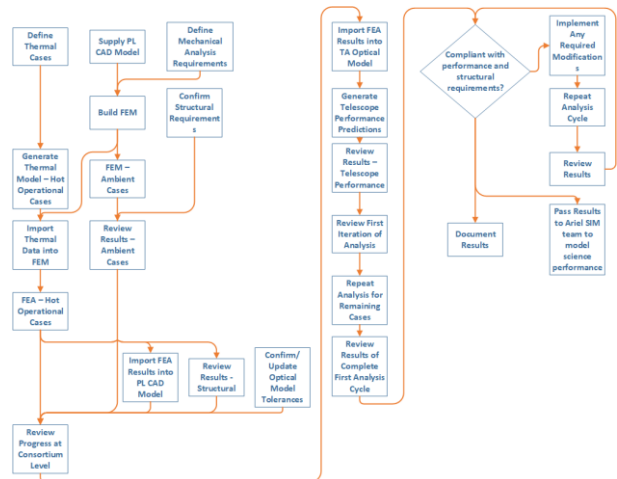 Define
Thermal
Cases
Supply PL
CAD Model
Define
Mechanical
Analysis
Requirements
Build FEM
Confirm
Structural
Requirement
s
Generate
Thermal
Model – Hot
Operational
Cases
FEM –
Ambient
Cases
Import
Thermal
Data into
FEM
Review
Results –
Ambient
Cases
FEA – Hot
Operational
Cases
Import FEA
Results into
PL CAD
Model
Review
Results -
Structural
Confirm/
Update
Optical
Model
Tolerances
Review
Progress at
Consortium
Level
Import FEA
Results into
TA Optical
Model
Generate
Telescope
Performance
Predictions
Review
Results –
Telescope
Performance
Review First
Iteration of
Analysis
Repeat
Analysis for
Remaining
Cases
Review
Results of
Complete
First Analysis
Cycle
Compliant with
performance and
structural
requirements?
Implement
Any
Required
Modification
s
Repeat
Analysis
Cycle
Review
Results
Document
Results
Pass Results
to Ariel SIM
team to
model
science
performance